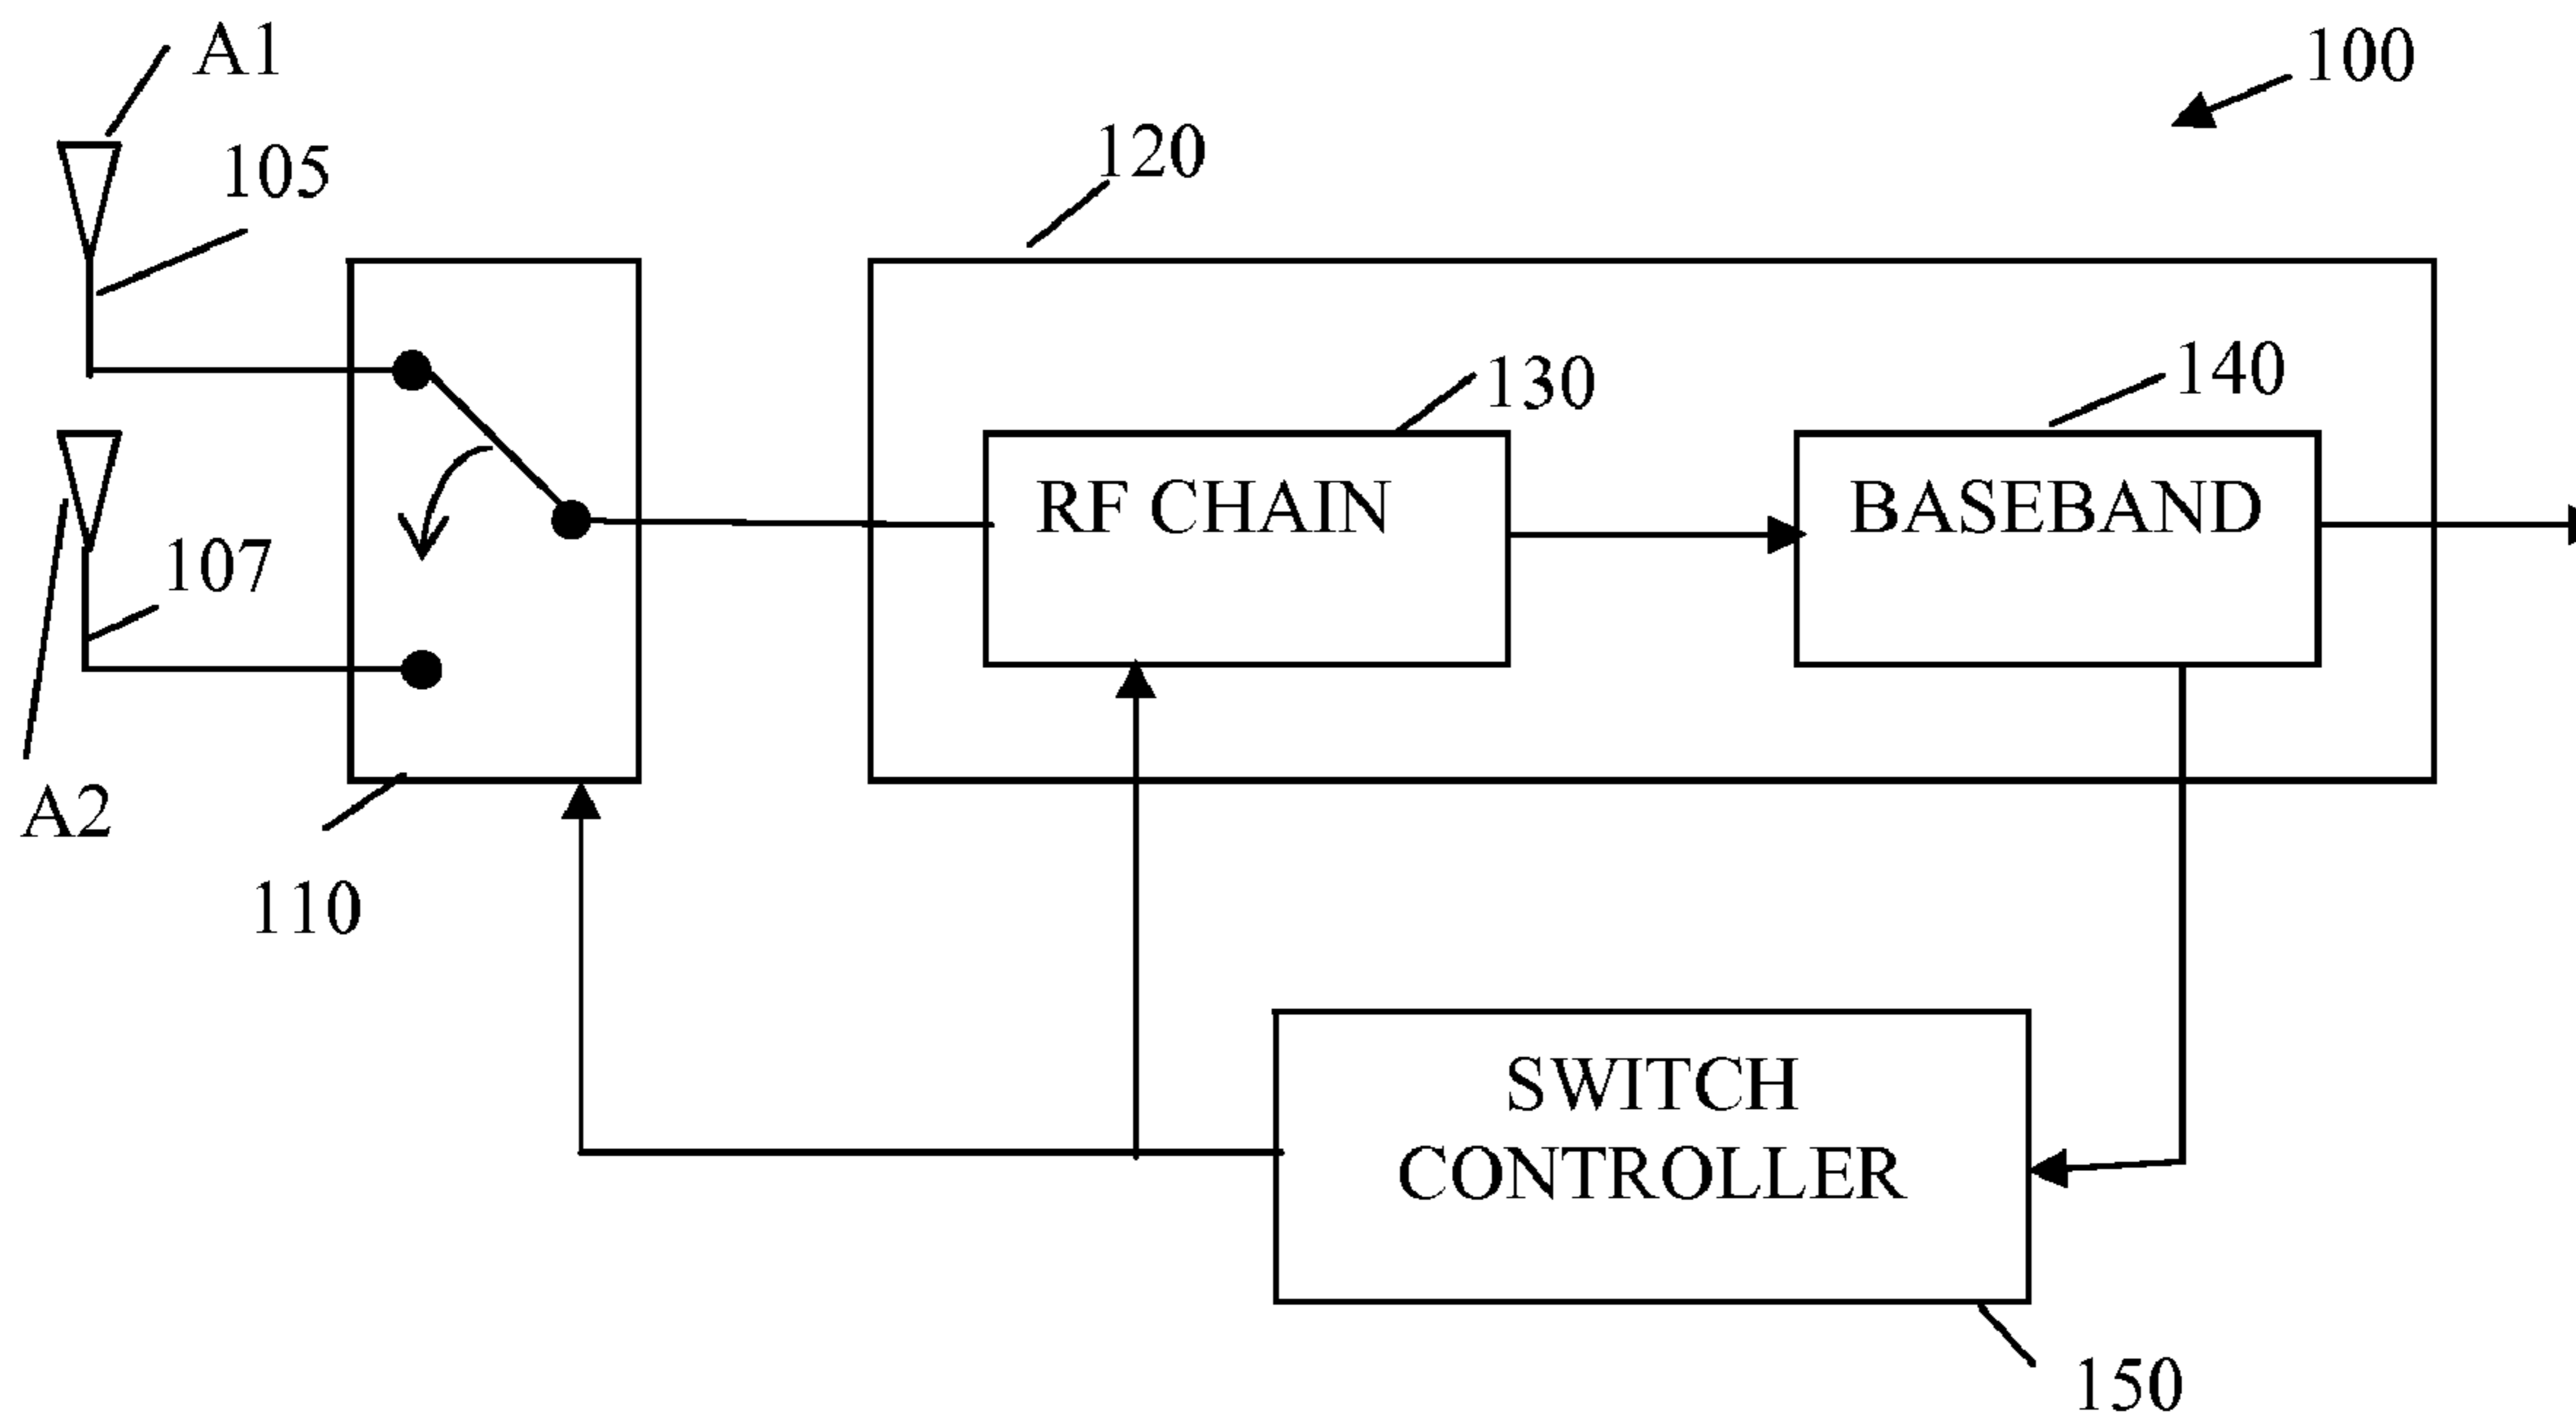 A1
100
120
105
140
130
RF CHAIN
BASEBAND
107
A2
110
SWITCH
CONTROLLER
150